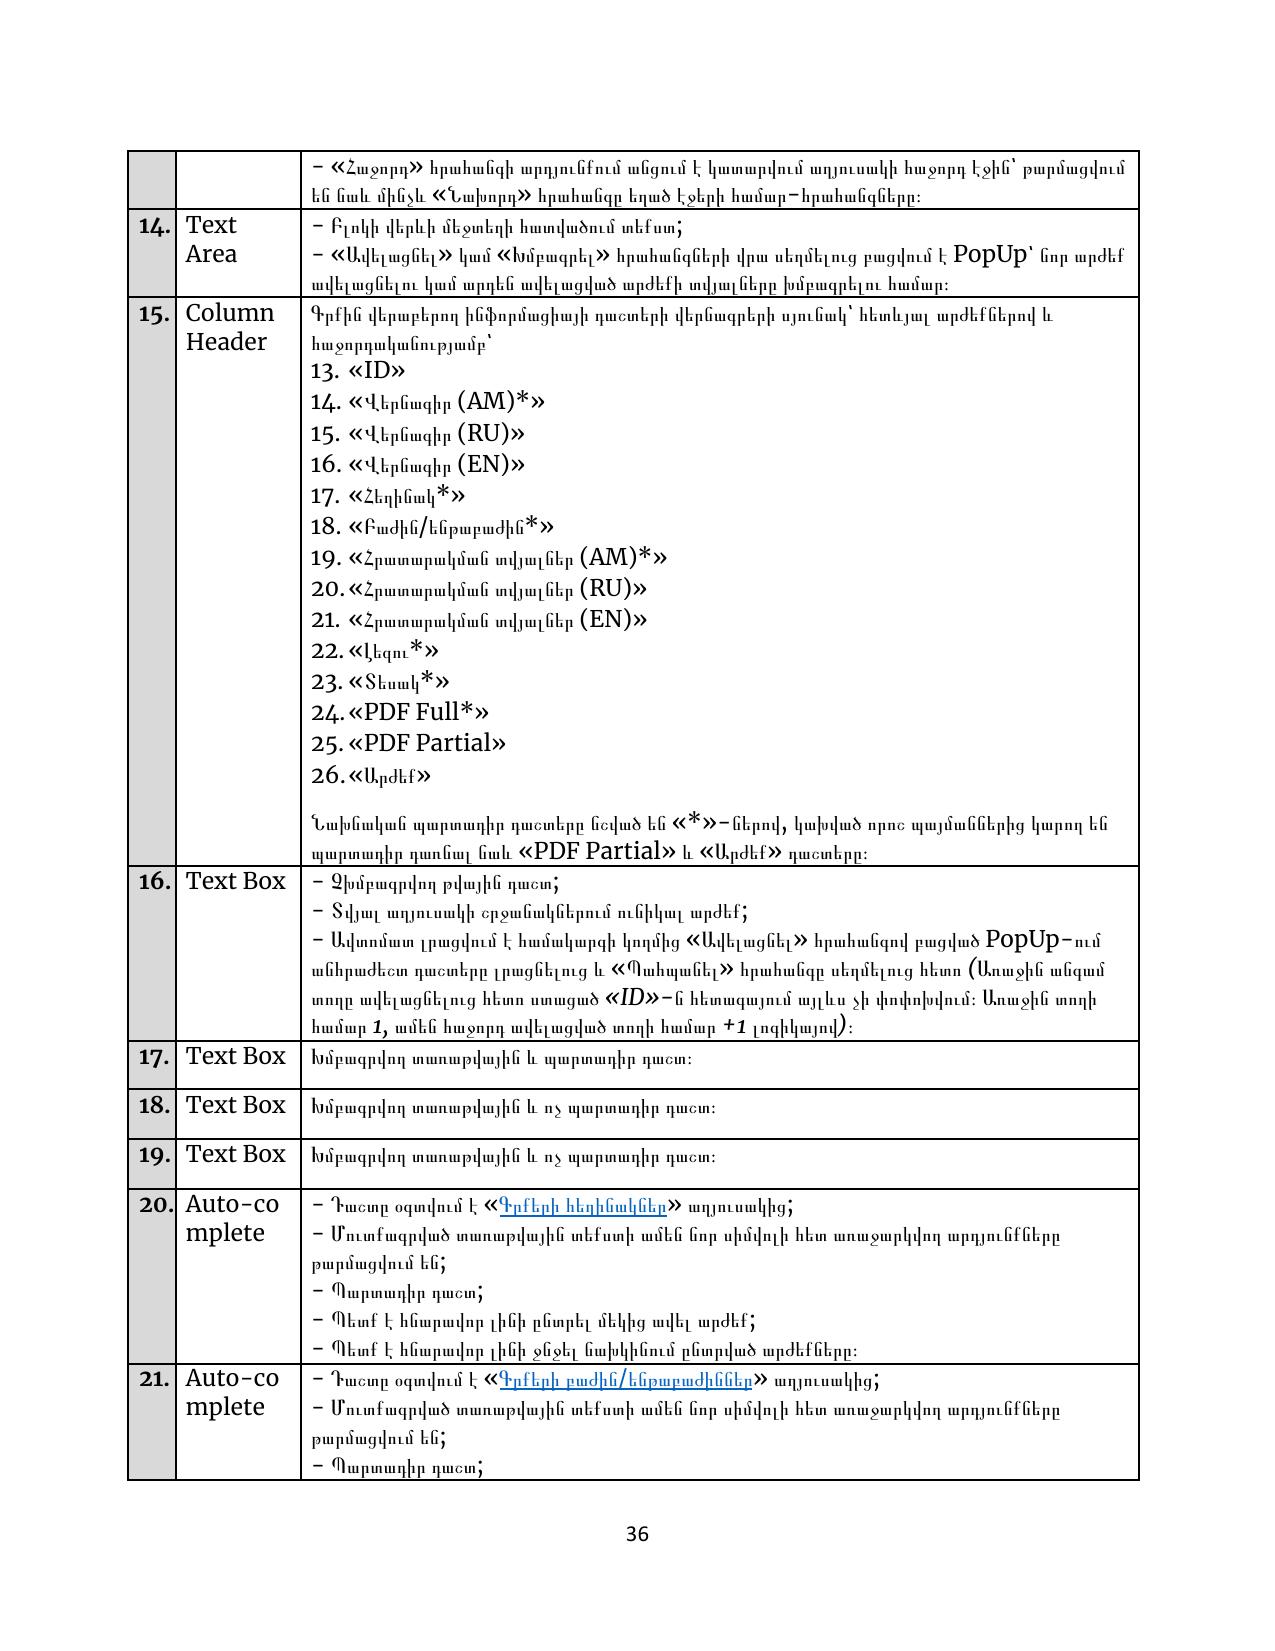 - «Հաջորդ» հրահանգի արդյունքում անցում է կատարվում աղյուսակի հաջորդ էջին՝ թարմացվում
են նաև մինչև «Նախորդ» հրահանգը եղած էջերի համար-հրահանգները։
14. Text - Բլոկի վերևի մեջտեղի հատվածում տեքստ;
Area - «Ավելացնել» կամ «Խմբագրել» հրահանգների վրա սեղմելուց բացվում է PopUp՝ նոր արժեք
ավելացնելու կամ արդեն ավելացված արժեքի տվյալները խմբագրելու համար։
15. Column Գրքին վերաբերող ինֆորմացիայի դաշտերի վերնագրերի սյունակ՝ հետևյալ արժեքներով և
Header հաջորդականությամբ՝
13. «ID»
14. «Վերնագիր (AM)*»
15. «Վերնագիր (RU)»
16. «Վերնագիր (EN)»
17. «Հեղինակ*»
18. «Բաժին/ենթաբաժին*»
19. «Հրատարակման տվյալներ (AM)*»
20. «Հրատարակման տվյալներ (RU)»
21. «Հրատարակման տվյալներ (EN)»
22. «Լեզու*»
23. «Տեսակ*»
24. «PDF Full*»
25. «PDF Partial»
26. «Արժեք»
Նախնական պարտադիր դաշտերը նշված են «*»-ներով, կախված որոշ պայմաններից կարող են
պարտադիր դառնալ նաև «PDF Partial» և «Արժեք» դաշտերը։
16. Text Box - Չխմբագրվող թվային դաշտ;
- Տվյալ աղյուսակի շրջանակներում ունիկալ արժեք;
- Ավտոմատ լրացվում է համակարգի կողմից «Ավելացնել» հրահանգով բացված PopUp-ում
անհրաժեշտ դաշտերը լրացնելուց և «Պահպանել» հրահանգը սեղմելուց հետո (Առաջին անգամ
տողը ավելացնելուց հետո ստացած «ID»-ն հետագայում այլևս չի փոփոխվում։ Առաջին տողի
համար 1, ամեն հաջորդ ավելացված տողի համար +1 լոգիկայով)։
17. Text Box Խմբագրվող տառաթվային և պարտադիր դաշտ։
18. Text Box Խմբագրվող տառաթվային և ոչ պարտադիր դաշտ։
19. Text Box Խմբագրվող տառաթվային և ոչ պարտադիր դաշտ։
20. Auto-co - Դաշտը օգտվում է «Գրքերի հեղինակներ» աղյուսակից;
mplete - Մուտքագրված տառաթվային տեքստի ամեն նոր սիմվոլի հետ առաջարկվող արդյունքները
թարմացվում են;
- Պարտադիր դաշտ;
- Պետք է հնարավոր լինի ընտրել մեկից ավել արժեք;
- Պետք է հնարավոր լինի ջնջել նախկինում ընտրված արժեքները։
21. Auto-co - Դաշտը օգտվում է «Գրքերի բաժին/ենթաբաժիններ» աղյուսակից;
mplete - Մուտքագրված տառաթվային տեքստի ամեն նոր սիմվոլի հետ առաջարկվող արդյունքները
թարմացվում են;
- Պարտադիր դաշտ;
36